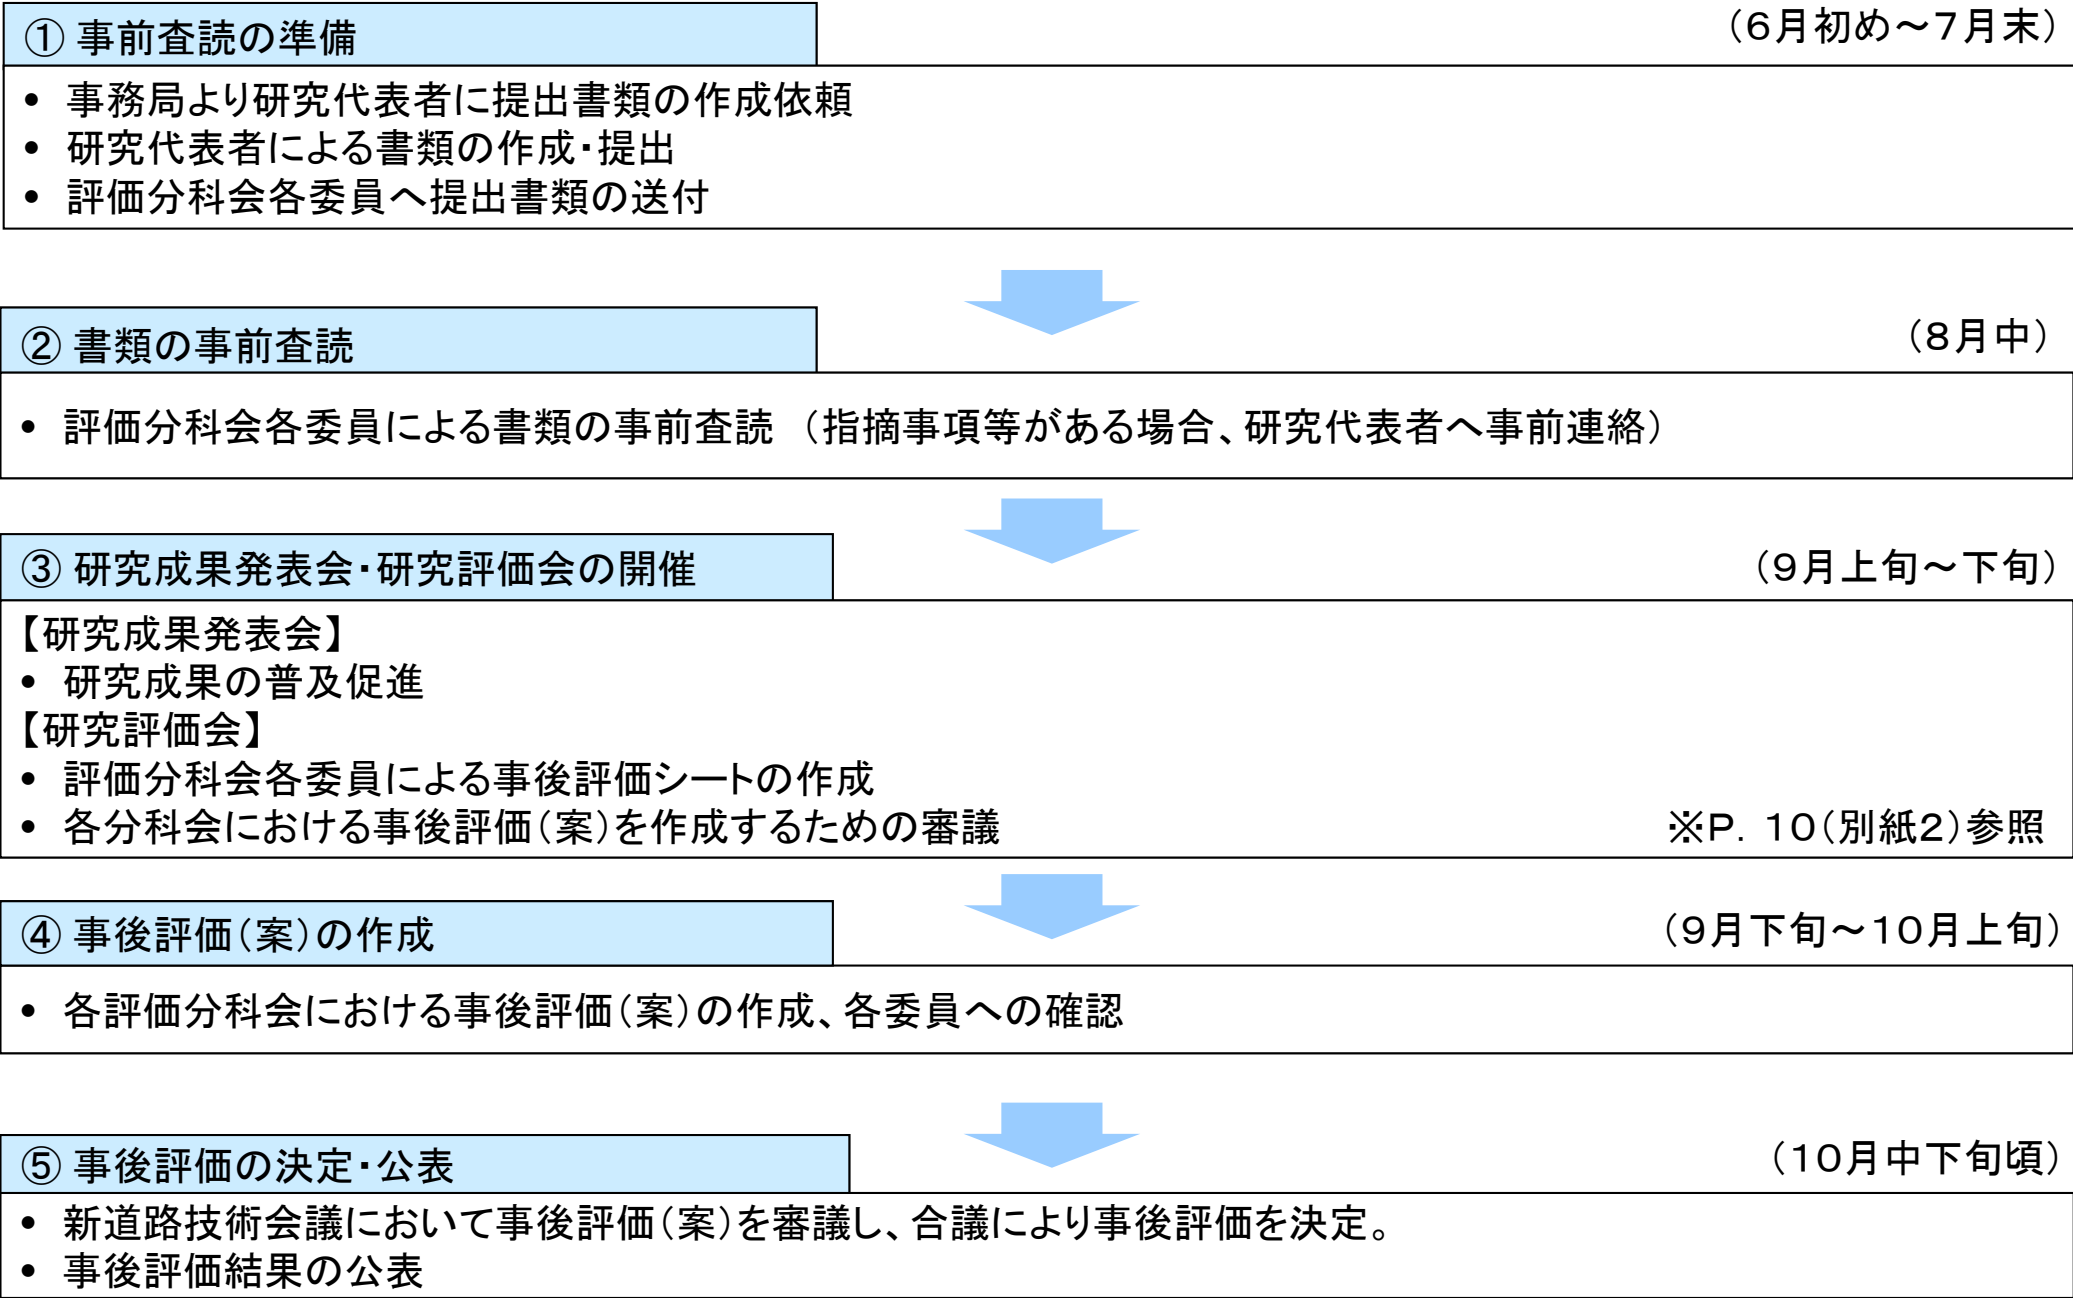 ① 事前査読の準備
（6月初め～7月末）
• 事務局より研究代表者に提出書類の作成依頼
• 研究代表者による書類の作成・提出
• 評価分科会各委員へ提出書類の送付
② 書類の事前査読
（8月中）
• 評価分科会各委員による書類の事前査読　（指摘事項等がある場合、研究代表者へ事前連絡）
③ 研究成果発表会・研究評価会の開催
（9月上旬～下旬）
【研究成果発表会】
• 研究成果の普及促進
【研究評価会】
• 評価分科会各委員による事後評価シートの作成
• 各分科会における事後評価（案）を作成するための審議
※P．10（別紙2）参照
④ 事後評価（案）の作成
（9月下旬～10月上旬）
• 各評価分科会における事後評価（案）の作成、各委員への確認
⑤ 事後評価の決定・公表
（10月中下旬頃）
• 新道路技術会議において事後評価（案）を審議し、合議により事後評価を決定。
• 事後評価結果の公表